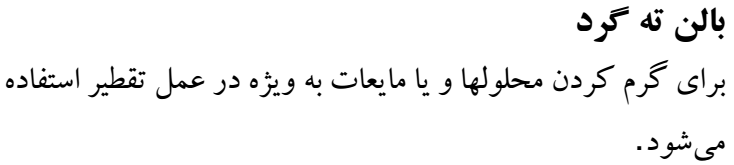 بالن ته گرد
برای گرم کردن محلولها و یا مایعات به ویژه در عمل تقطیر استفاده
می‌شود.